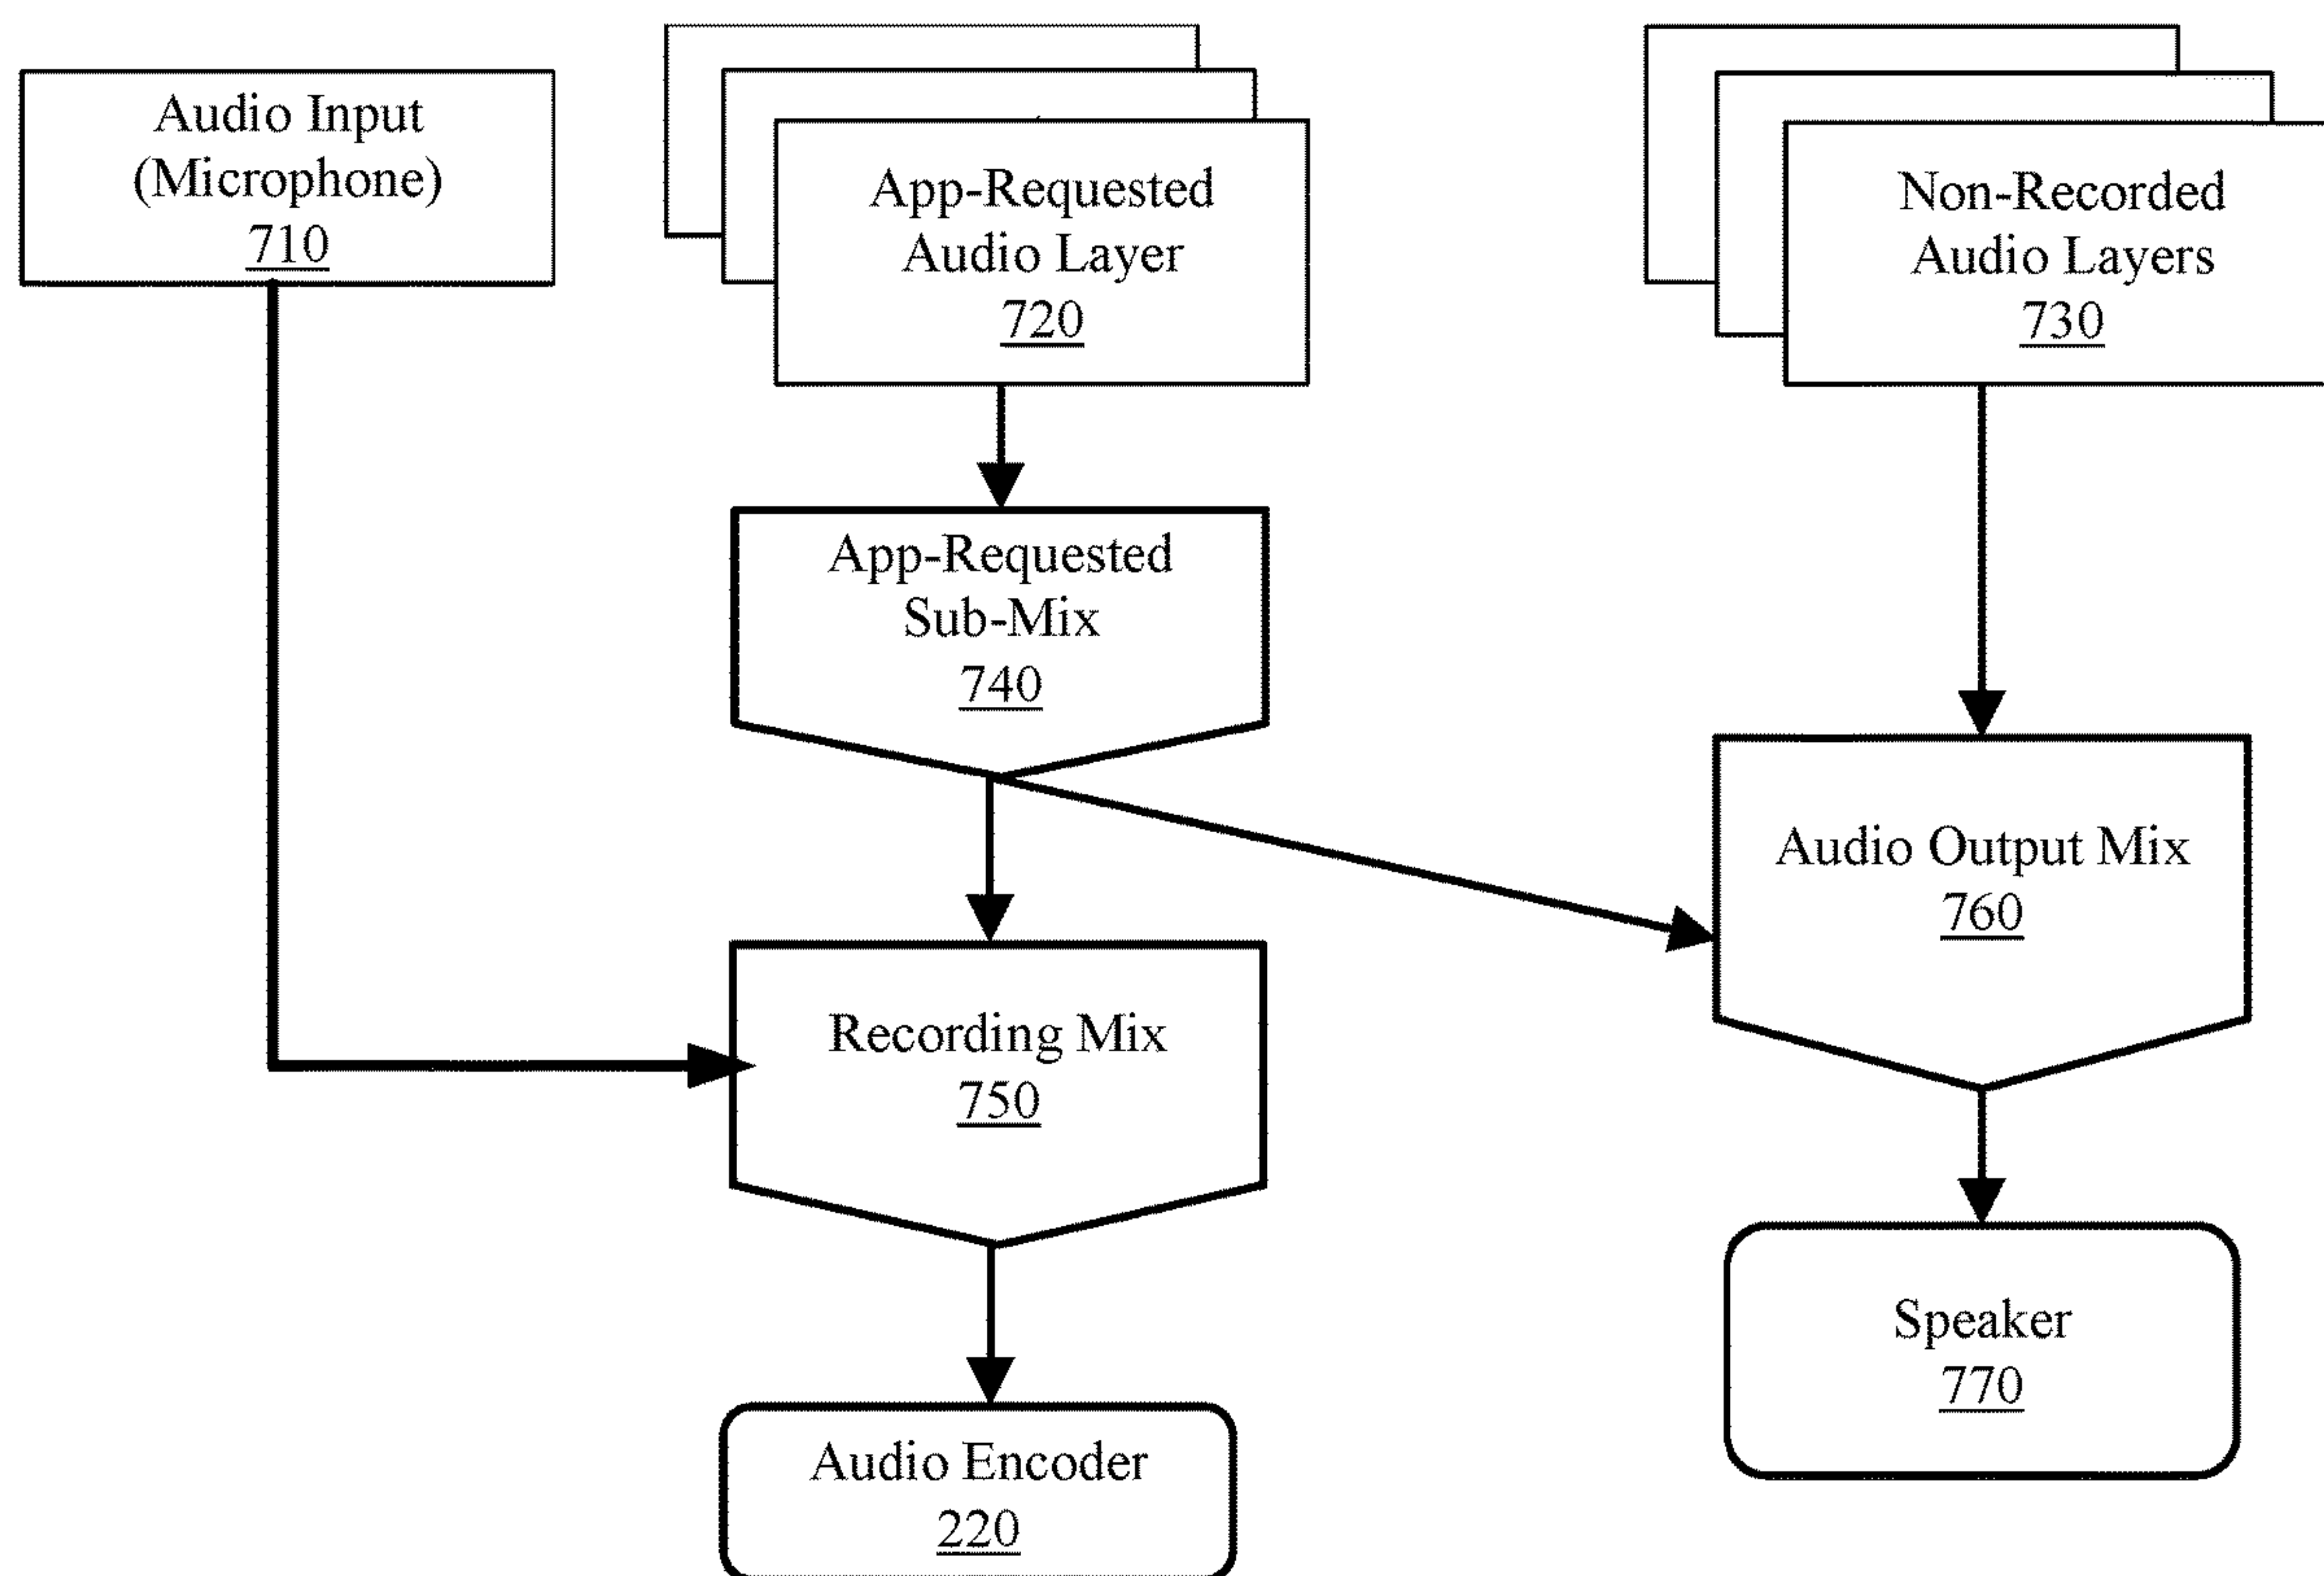 Audio Input
(Microphone)
710
App-Requested
Audio Layer
720
Non-Recorded
Audio Layers
730
App-Requested
Sub-Mix
740
Audio Output Mix
760
Recording Mix
750
Speaker
770
Audio Encoder
220